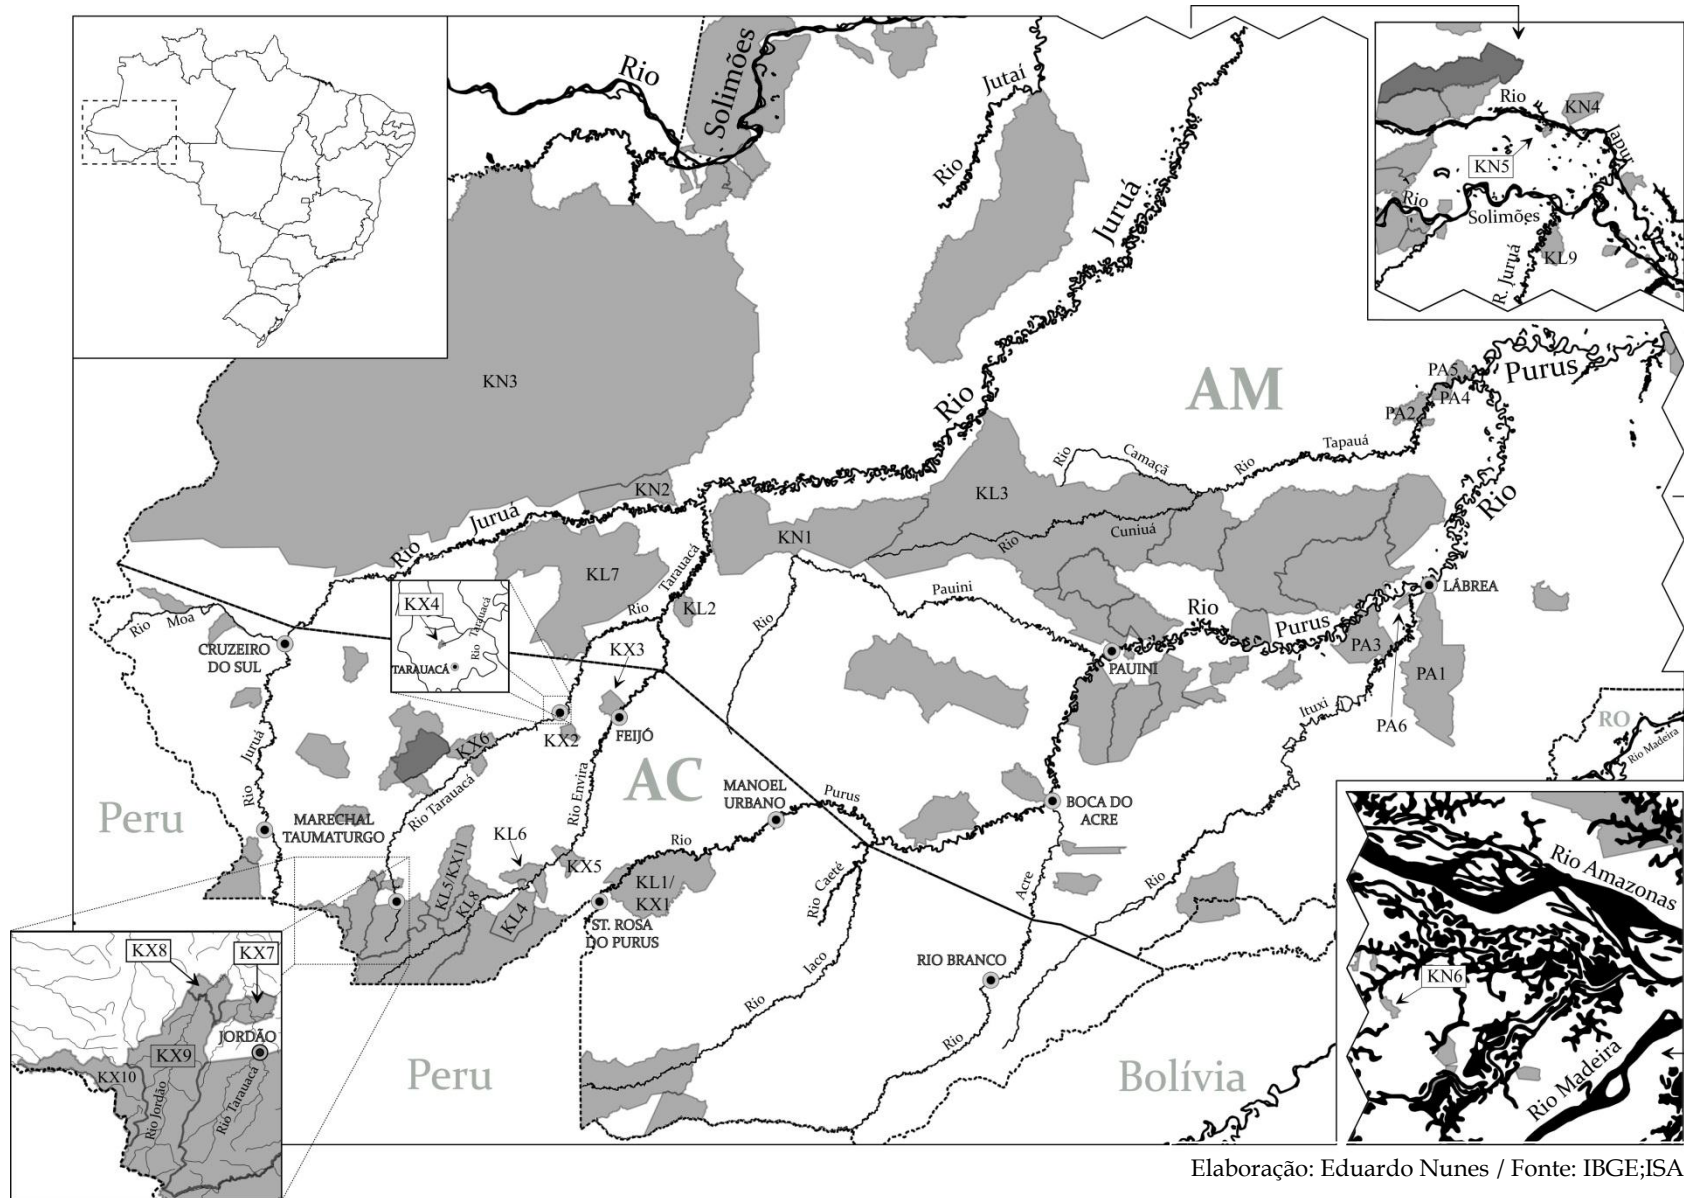 Rio
Solimões
Rio
Jutaí
Rio
Juruá
Rio
KN4
Japur
KN5
Rio
Solimões
R. Juruá
KL9
KN3
AM
PA5
PA4
PA2
Purus
Rio
Camaçã
Rio
Tapauá
Rio
KN2
KL3
Rio
Juruá
KN1
Rio
Cuniuá
KL7
Tarauacá
Rio
KL2
Pauini
Rio
LÁBREA
Rio
Purus
PA3
PA1
PA6
Rio
Moa
CRUZEIRO
DO SUL
KX4
Rio Tarauacá
TARAUACÁ
KX3
PAUINI
Ituxi
RO
Rio Madeira
KX2
FEIJÓ
KX6
Juruá
Rio
Rio Tarauacá
Rio Envira
AC
MANOEL
URBANO
Purus
Rio
BOCA DO
ACRE
Peru
MARECHAL
TAUMATURGO
KL6
KX5
KL5/KX11
KL8
KL4
KL1/
KX1
ST. ROSA
DO PURUS
Rio Caeté
Acre
Rio
Iaco
Rio
RIO BRANCO
Rio
Rio Amazonas
KN6
Rio Madeira
KX8
KX7
JORDÃO
KX9
KX10
Rio Jordão
Rio Tarauacá
Peru
Bolívia
Elaboração: Eduardo Nunes / Fonte: IBGE;ISA